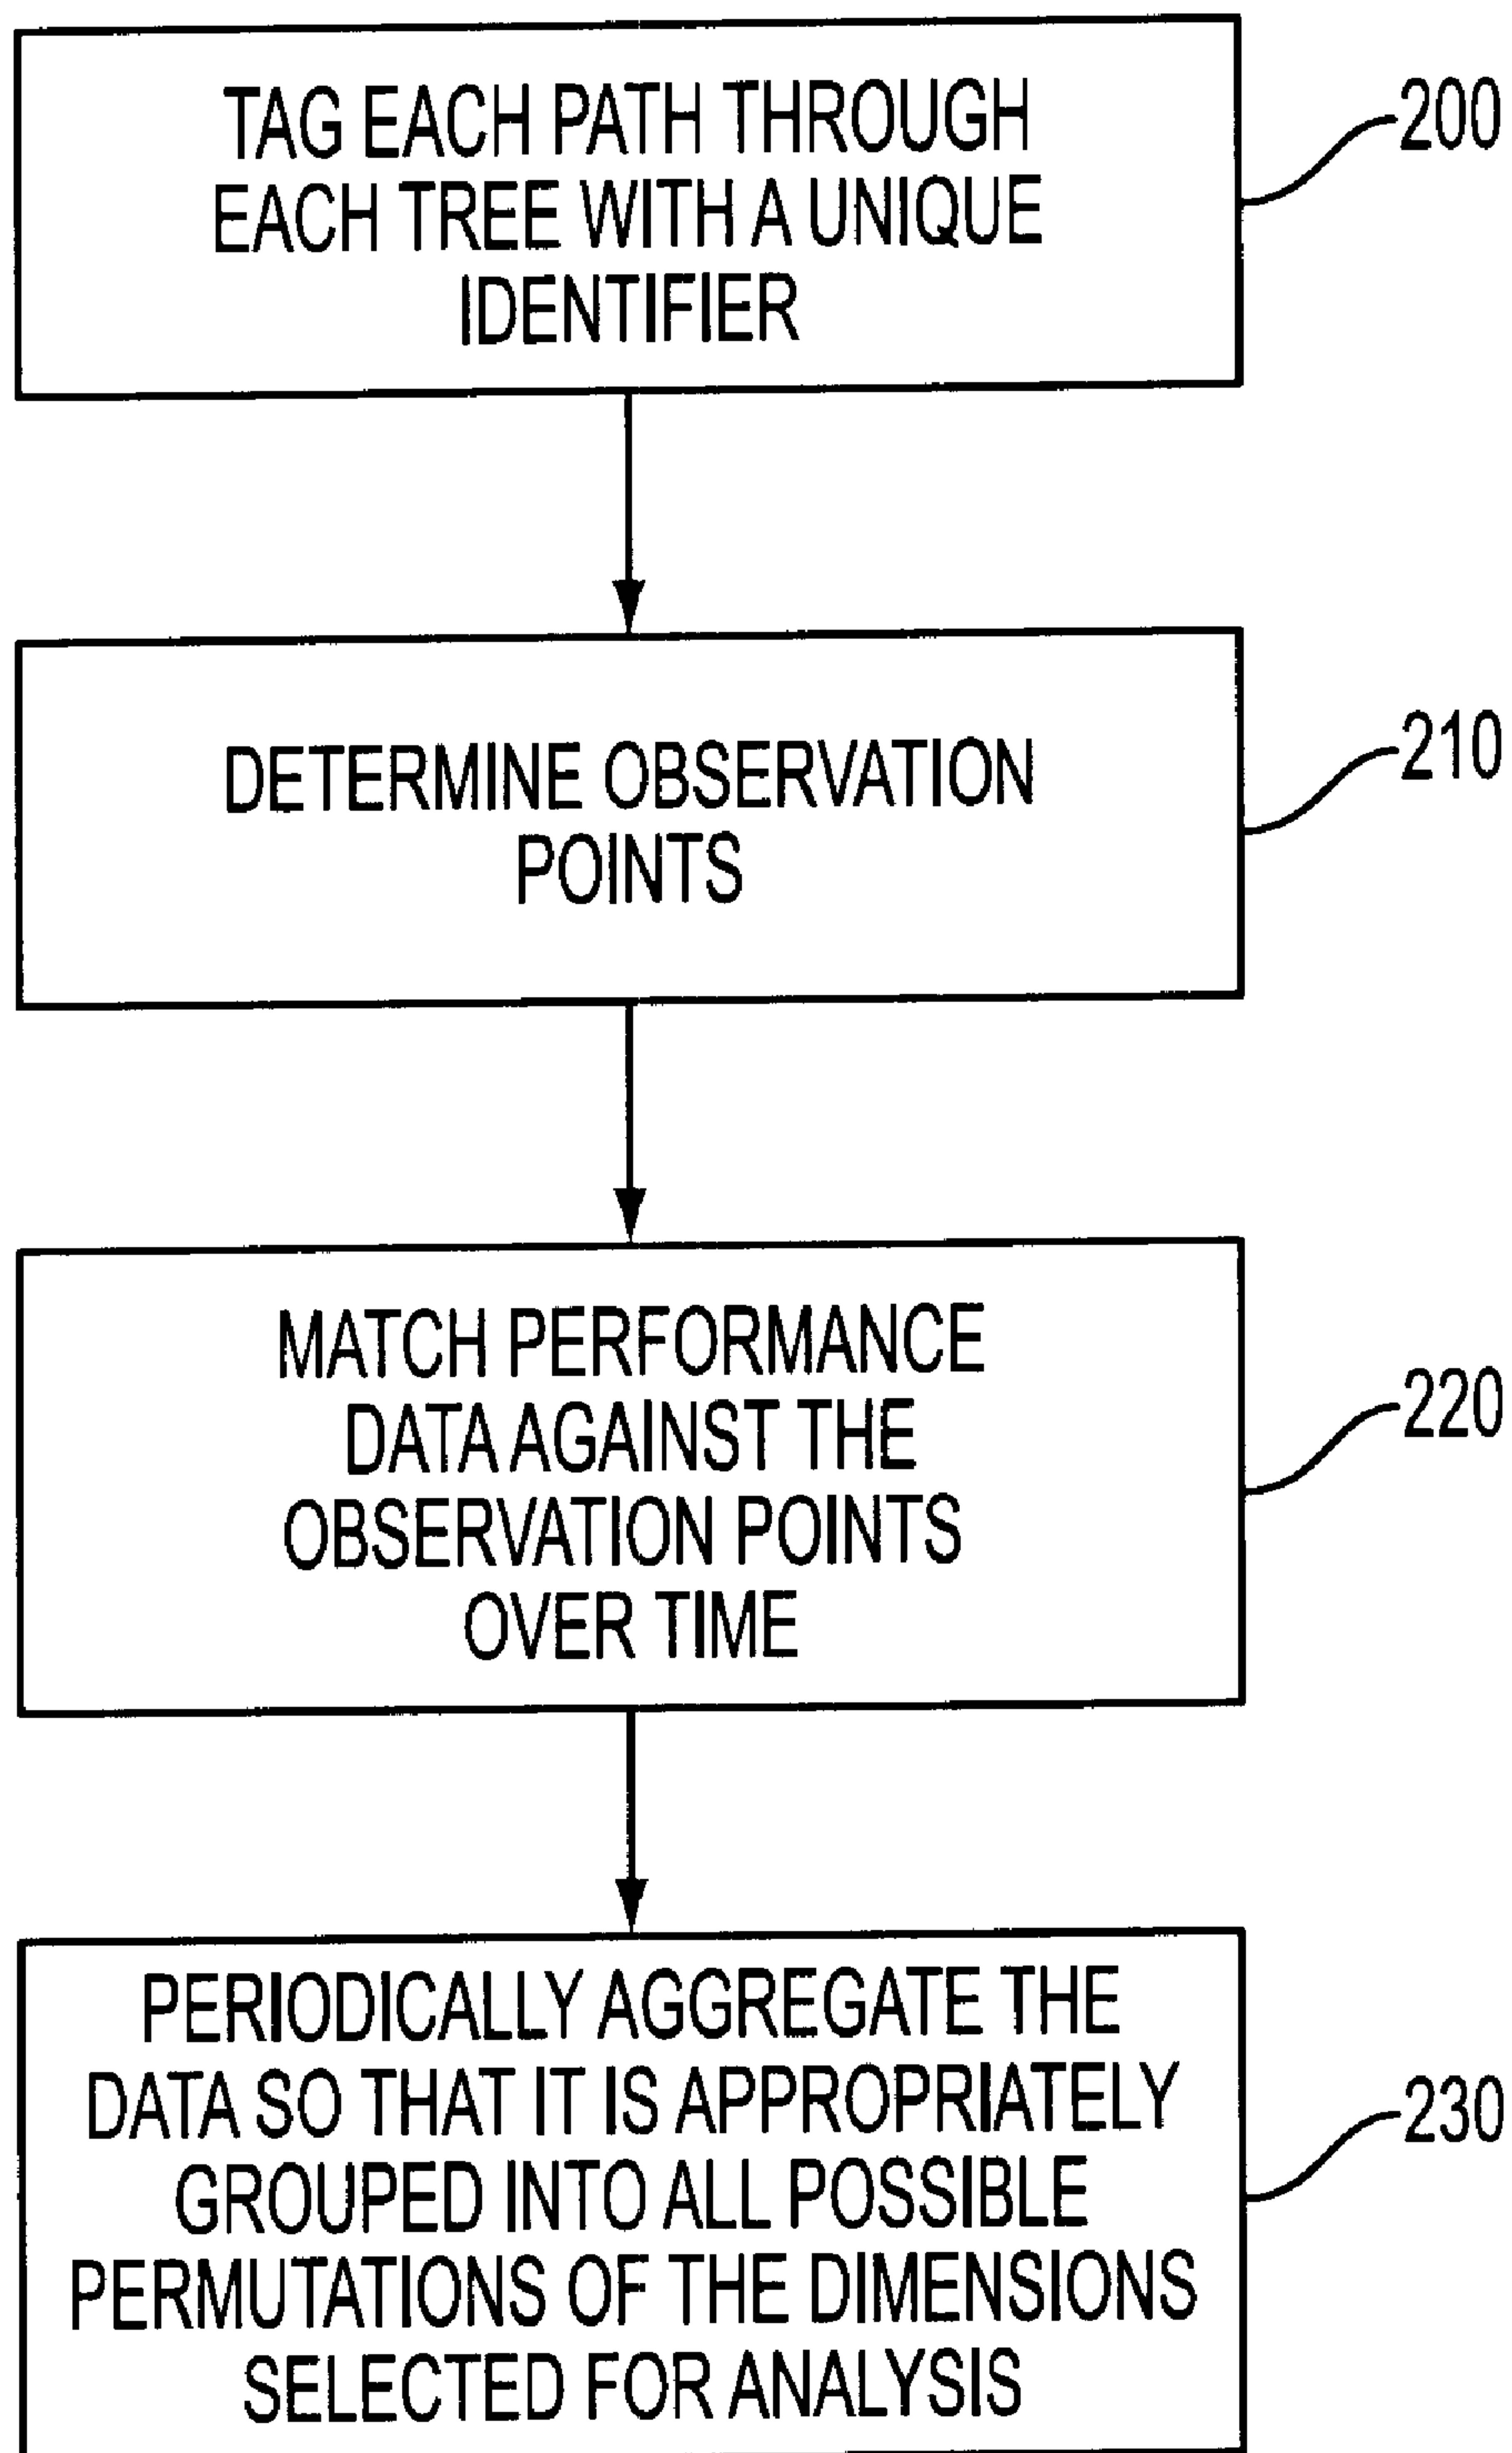 TAG EACH PATH THROUGH
EACH TREE WITH A UNIQUE
IDENTIFIER
200
DETERMINE OBSERVATION
POINTS
210
MATCH PERFORMANCE
DATA AGAINST THE
OBSERVATION POINTS
OVER TIME
220
PERIODICALLY AGGREGATE THE
DATA SO THAT IT IS APPROPRIATELY
GROUPED INTO ALL POSSIBLE
PERMUTATIONS OF THE DIMENSIONS
SELECTED FOR ANALYSIS
230